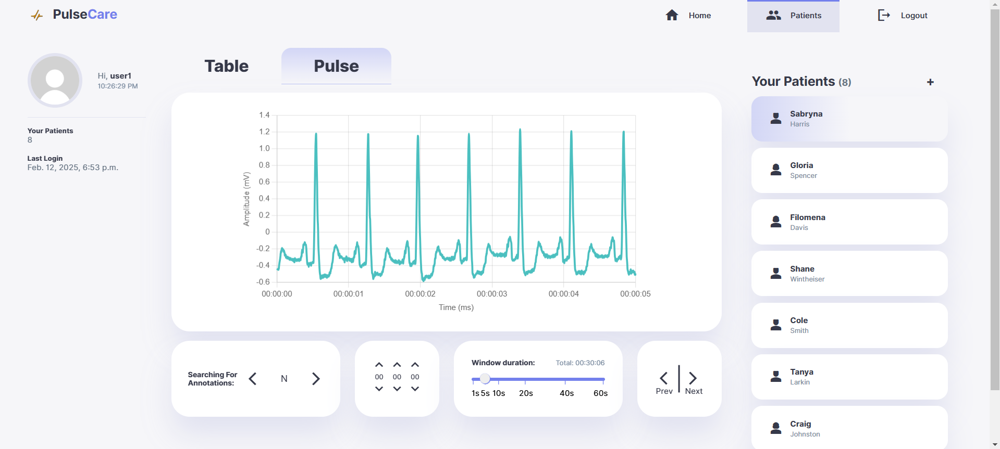 PulseCare
Home
Patients
Logout
Hi, user1
10:26:29 PM
Your Patients
8
Last Login
Feb. 12, 2025, 6:53 p.m.
Table
Pulse
1.4
1.2
1.0
0.8
0.6
0.4
0.2
0
-0.2
-0.4
-0.6
Amplitude (mV)
00:00:00
00:00:01
00:00:02
00:00:03
00:00:04
00:00:05
Time (ms)
Searching For
Annotations:
N
00 00 00
Window duration:
Total: 00:30:06
1s 5s 10s 20s 40s 60s
Prev
Next
Your Patients (8)
+
Sabryna
Harris
Gloria
Spencer
Filomena
Davis
Shane
Wintheiser
Cole
Smith
Tanya
Larkin
Craig
Johnston